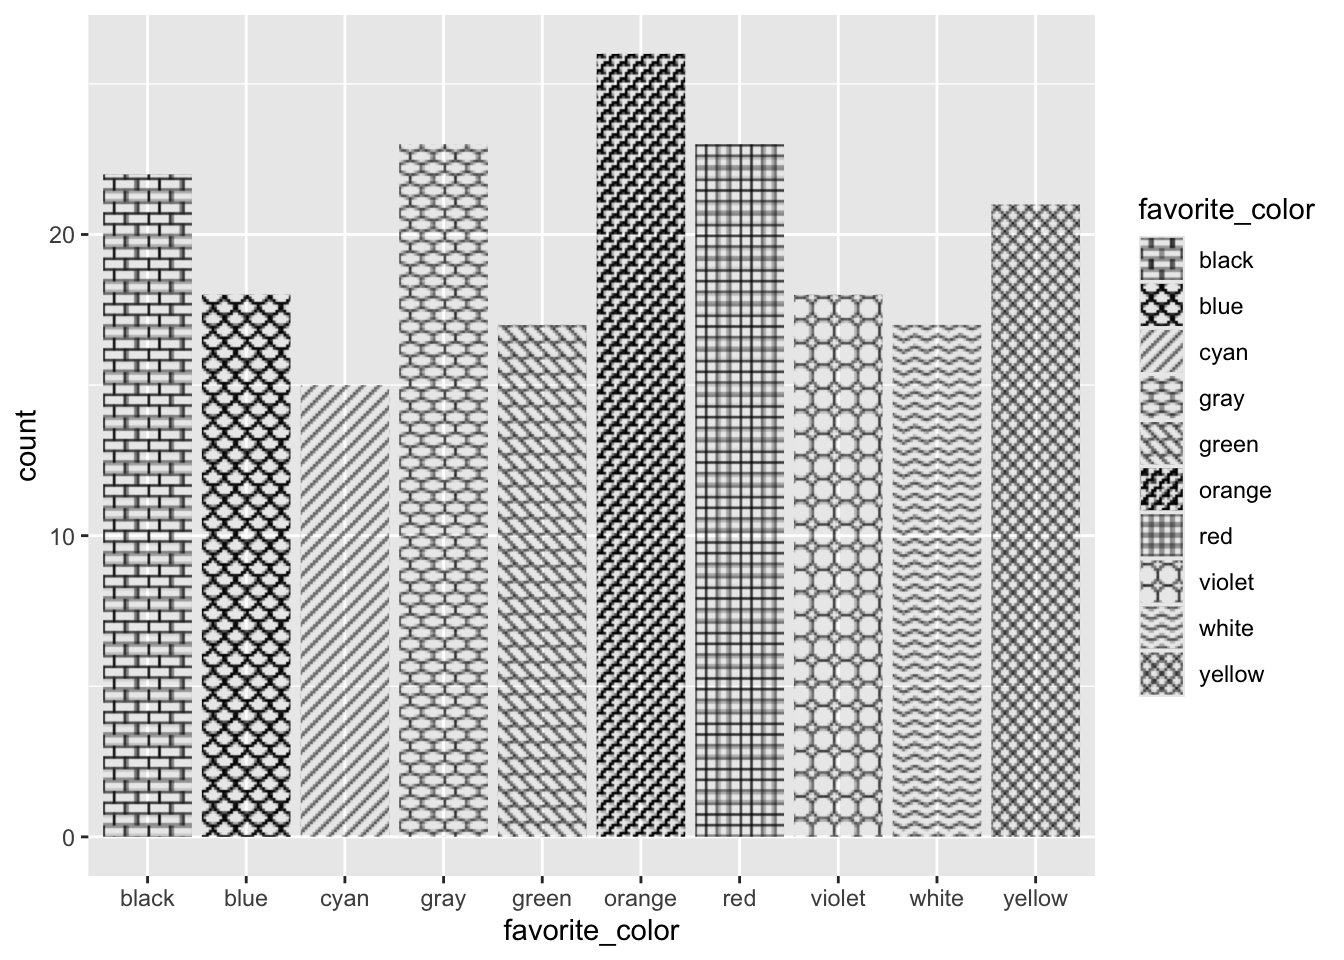 count
20
10
0
black
blue
cyan
gray
green
orange
red
violet
white
yellow
favorite_color
favorite_color
black
blue
cyan
gray
green
orange
red
violet
white
yellow